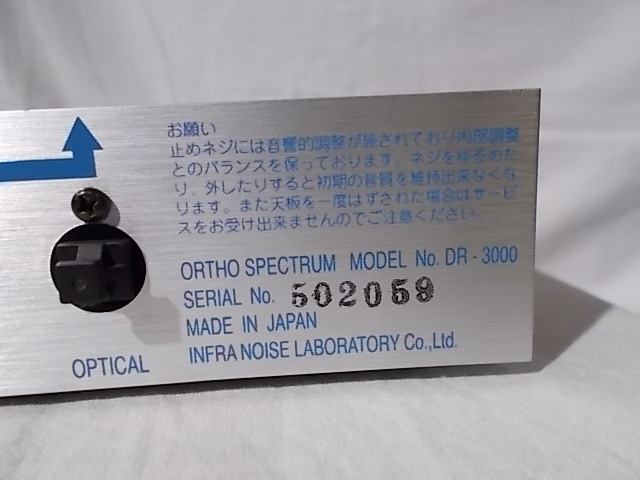 お願い
止めネジには音響的調整が施されており内部調整
とのバランスを保っております。ネジをゆるめた
り、外したりすると初期の音質を維持出来なくな
ります。また天板を一度はずされた場合はサービ
スをお受け出来ませんのでご注意ください。
ORTHO SPECTRUM MODEL No. DR - 3000
SERIAL No. 502059
MADE IN JAPAN
INFRA NOISE LABORATORY Co.,Ltd.
OPTICAL